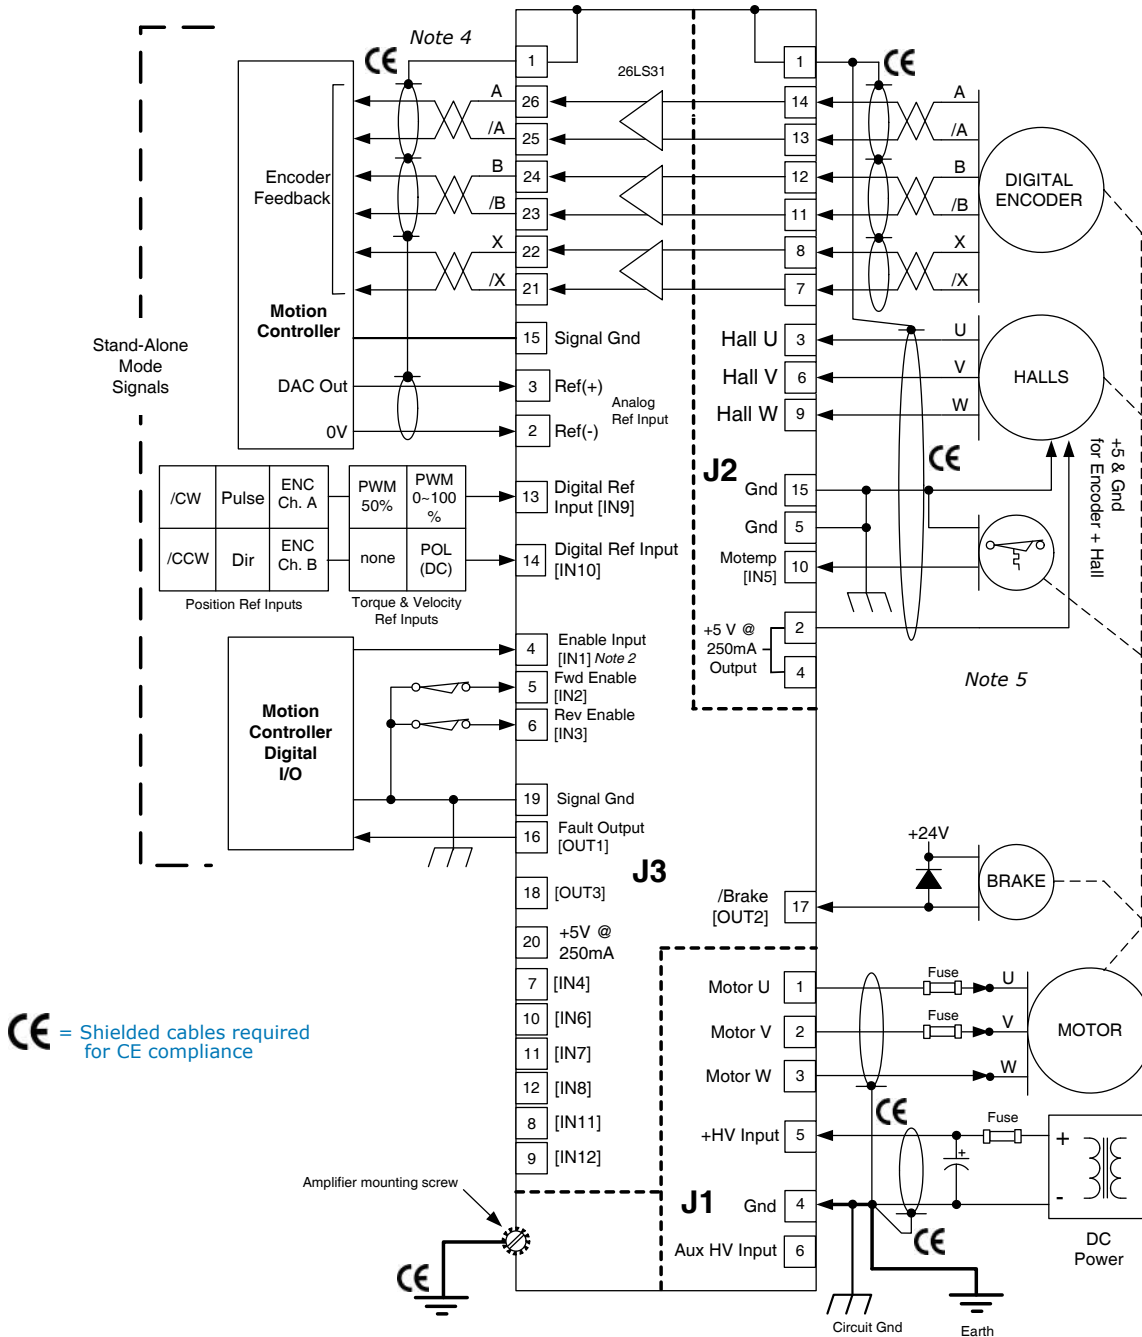 Note 4
CE
CE
1
1
26LS31
A
26
14
A
/A
25
13
/A
B
24
12
B
/B
23
11
/B
X
22
8
X
/X
21
7
/X
Encoder
Feedback
DIGITAL
ENCODER
Motion
Controller
15
Signal Gnd
DAC Out
3
Ref(+)
Analog
Ref Input
0V
2
Ref(-)
Stand-Alone
Mode
Signals
Hall U
3
U
Hall V
6
V
Hall W
9
W
HALLS
J2
CE
+5 & Gnd
for Encoder + Hall
/CW
Pulse
ENC
Ch. A
PWM
50%
PWM
0~100
%
13
Digital Ref
Input [IN9]
/CCW
Dir
ENC
Ch. B
none
POL
(DC)
14
Digital Ref Input
[IN10]
Position Ref Inputs
Torque & Velocity
Ref Inputs
Gnd
15
Gnd
5
Motemp
[IN5]
10
+5 V @
250mA
Output
2
4
Note 5
Motion
Controller
Digital
I/O
4
Enable Input
[IN1] Note 2
5
Fwd Enable
[IN2]
6
Rev Enable
[IN3]
19
Signal Gnd
16
Fault Output
[OUT1]
J3
18
[OUT3]
20
+5V @
250mA
7
[IN4]
10
[IN6]
11
[IN7]
12
[IN8]
8
[IN11]
9
[IN12]
+24V
BRAKE
/Brake
[OUT2]
17
Motor U
1
Fuse
U
Motor V
2
Fuse
V
Motor W
3
W
MOTOR
CE
+HV Input
5
Fuse
+
+
-
J1
Gnd
4
CE
Aux HV Input
6
DC
Power
Circuit Gnd
Earth
CE = Shielded cables required
for CE compliance
Amplifier mounting screw
CE